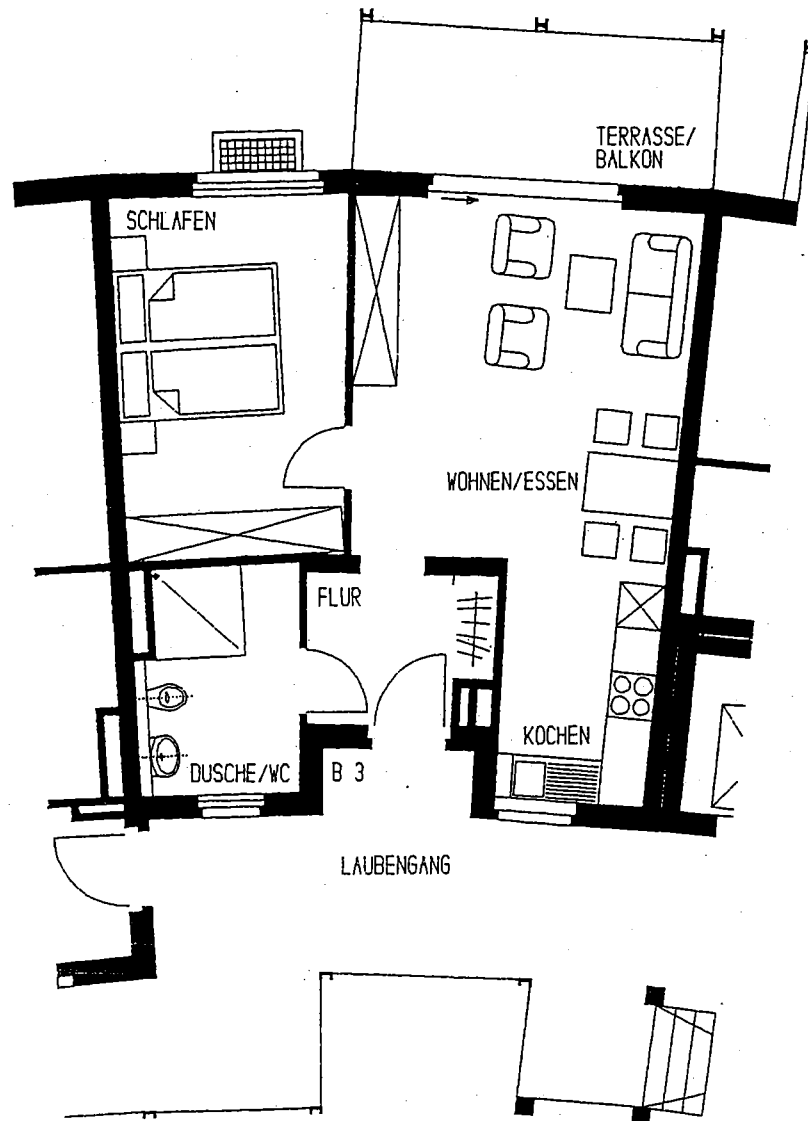 TERRASSE/
BALKON
SCHLAFEN
WOHNEN/ESSEN
FLUR
KOCHEN
DUSCHE/WC
B 3
LAUBENGANG